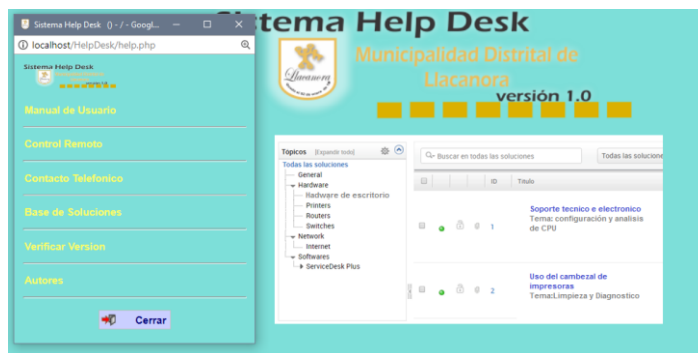 Sistema Help Desk () - / - Googl...
localhost/HelpDesk/help.php
Sistema Help Desk
Manual de Usuario
Control Remoto
Contacto Telefonico
Base de Soluciones
Verificar Version
Autores
Cerrar
tema Help Desk
Municipalidad Distrital de
Llacanora
versión 1.0
Llacanora
Topicos [Expandir todo]
Todas las soluciones
General
Hardware
Hadware de escritorio
Printers
Routers
Switches
Network
Internet
Softwares
ServiceDesk Plus
Buscar en todas las soluciones
Todas las solucione
ID Titulo
1 Soporte tecnico e electronico
Tema: configuración y analisis
de CPU
2 Uso del cambezal de
impresoras
Tema:Limpieza y Diagnostico